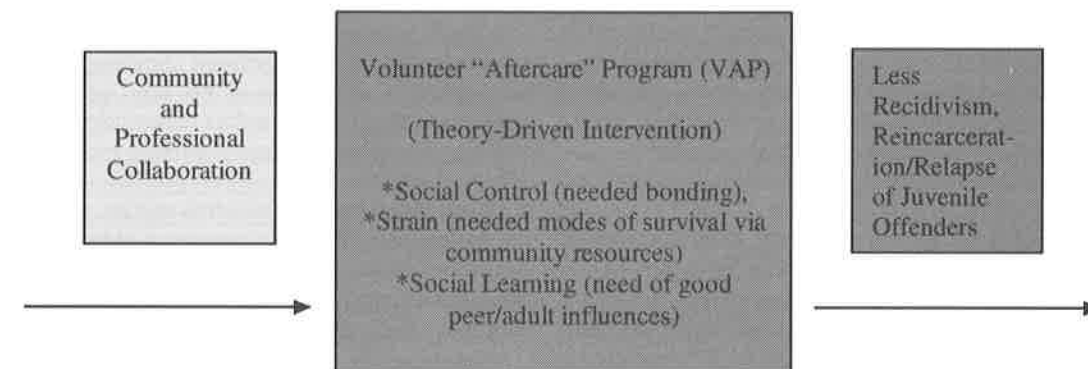 Community
and
Professional
Collaboration
Volunteer “Aftercare” Program (VAP)
(Theory-Driven Intervention)
*Social Control (needed bonding),
*Strain (needed modes of survival via
community resources)
*Social Learning (need of good
peer/adult influences)
Less
Recidivism,
Reincarcerat-
ion/Relapse
of Juvenile
Offenders